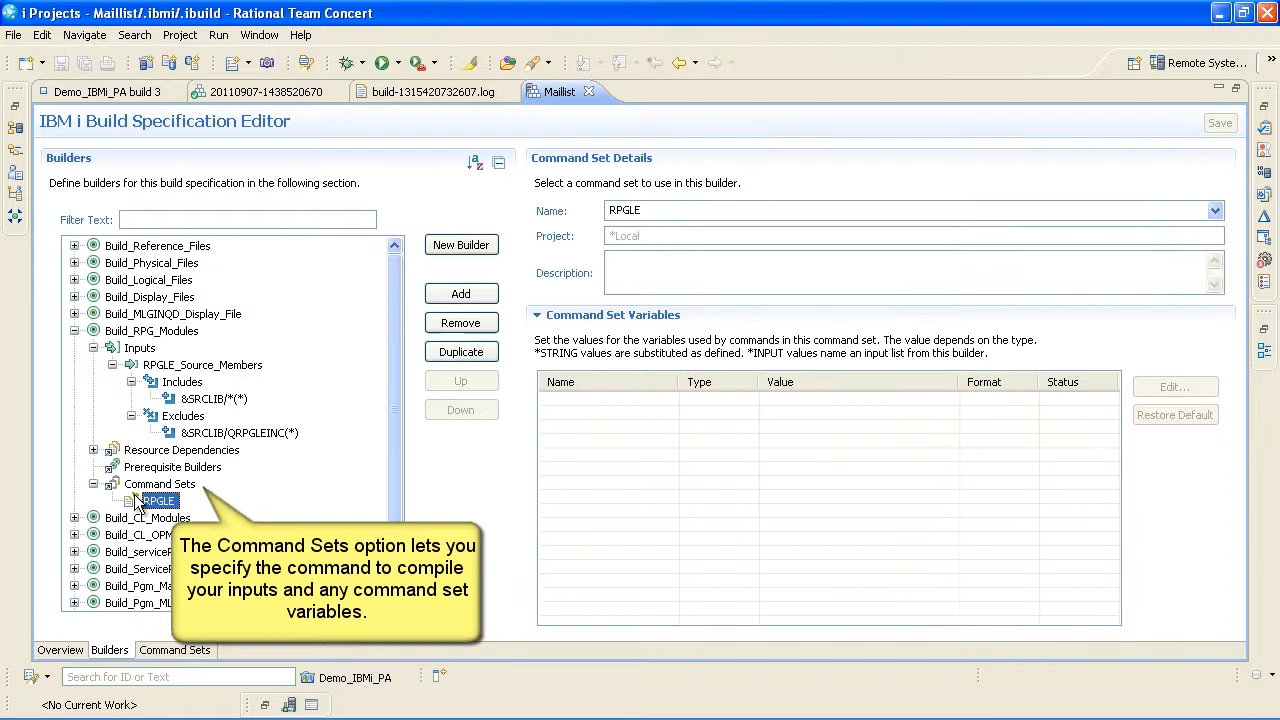 i Projects - Maillist/.ibmi/.ibuild - Rational Team Concert
File Edit Navigate Search Project Run Window Help
Remote Syste...
Demo_IBMi_PA build 3 20110907-1438520670 build-1315420732607.log Maillist
IBM i Build Specification Editor
Save
Builders
Define builders for this build specification in the following section.
Filter Text:
Build_Reference_Files
Build_Physical_Files
Build_Logical_Files
Build_Display_Files
Build_MLGINQD_Display_File
Build_RPG_Modules
Inputs
RPGLE_Source_Members
Includes
&SRCLIB/*(*)
Excludes
&SRCLIB/QRPGLEINC(*)
Resource Dependencies
Prerequisite Builders
Command Sets
RPGLE
Build_CL_Modules
Build_CL_OPM
Build_serviceP
Build_ServiceP
Build_Pgm_Ma
Build_Pgm_ML
New Builder
Add
Remove
Duplicate
Up
Down
The Command Sets option lets you
specify the command to compile
your inputs and any command set
variables.
Command Set Details
Select a command set to use in this builder.
Name: RPGLE
Project: *Local
Description:
Command Set Variables
Set the values for the variables used by commands in this command set. The value depends on the type.
*STRING values are substituted as defined. *INPUT values name an input list from this builder.
Name Type Value Format Status
Edit...
Restore Default
Overview Builders Command Sets
Search for ID or Text Demo_IBMi_PA
<No Current Work>